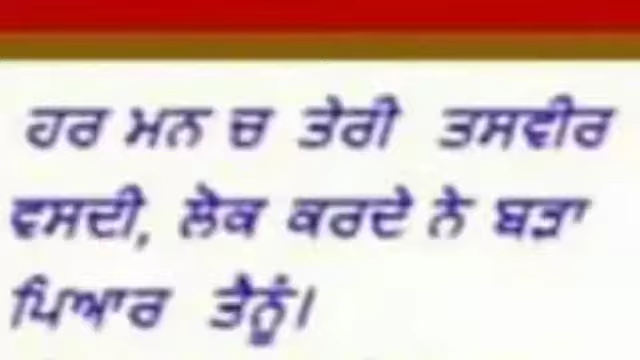 ਹਰ ਮਨ ਚ ਤੇਰੀ ਤਸਵੀਰ
ਵਸਦੀ, ਲੋਕ ਕਰਦੇ ਨੇ ਬੜਾ
ਪਿਆਰ ਤੈਨੂੰ।